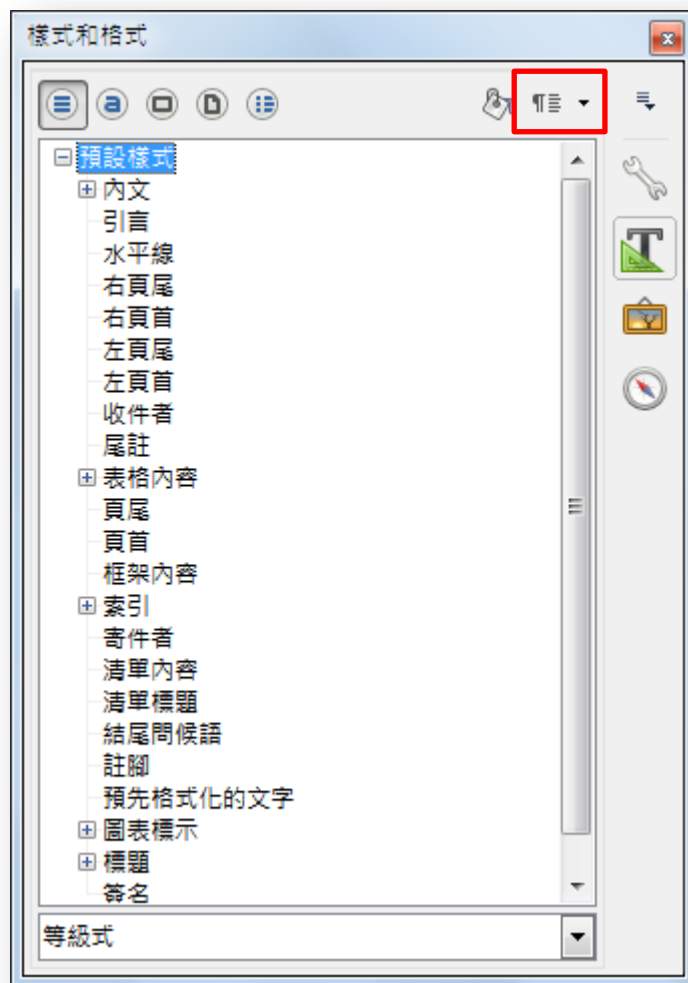 樣式和格式
預設樣式
內文
引言
水平線
右頁尾
右頁首
左頁尾
左頁首
收件者
尾註
表格內容
頁尾
頁首
框架內容
索引
寄件者
清單內容
清單標題
結尾問候語
註腳
預先格式化的文字
圖表標示
標題
簽名
等級式